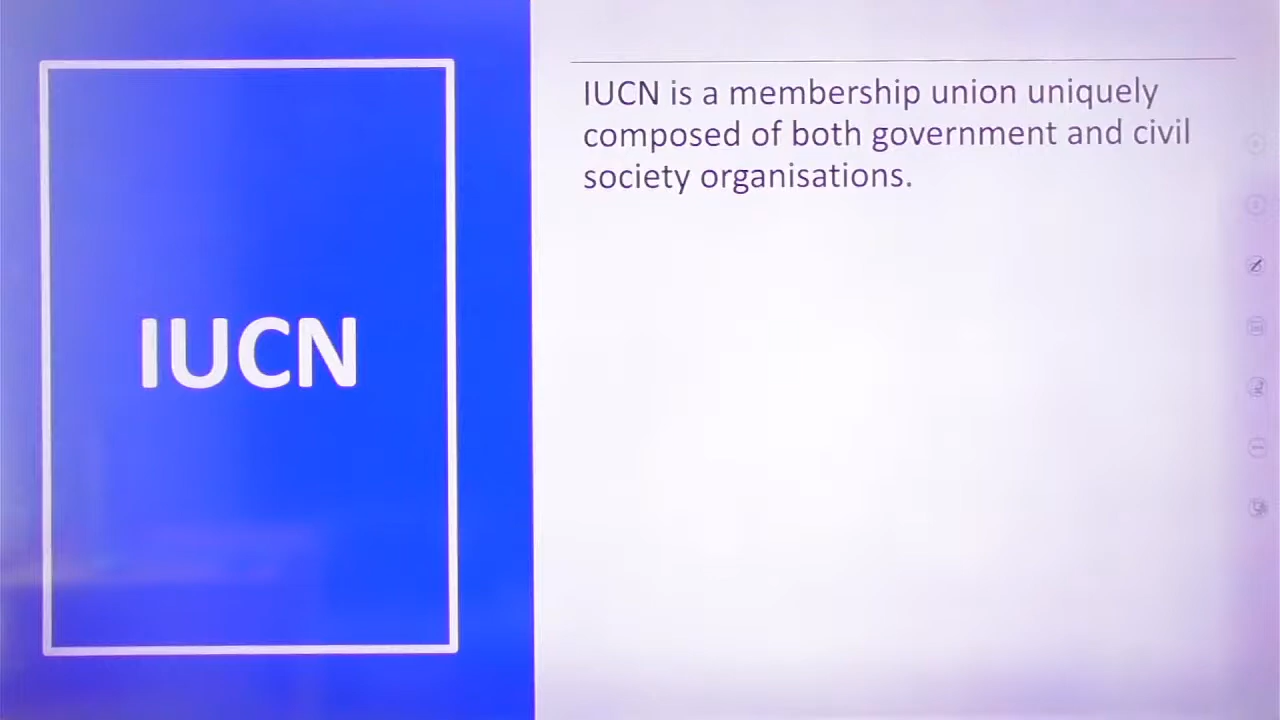 IUCN
IUCN is a membership union uniquely
composed of both government and civil
society organisations.